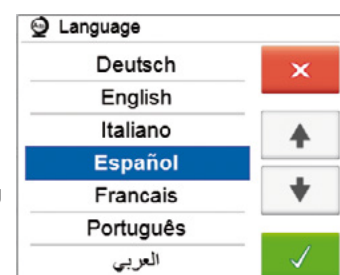 Language
Deutsch
English
Italiano
Español
Francais
Português
العربي